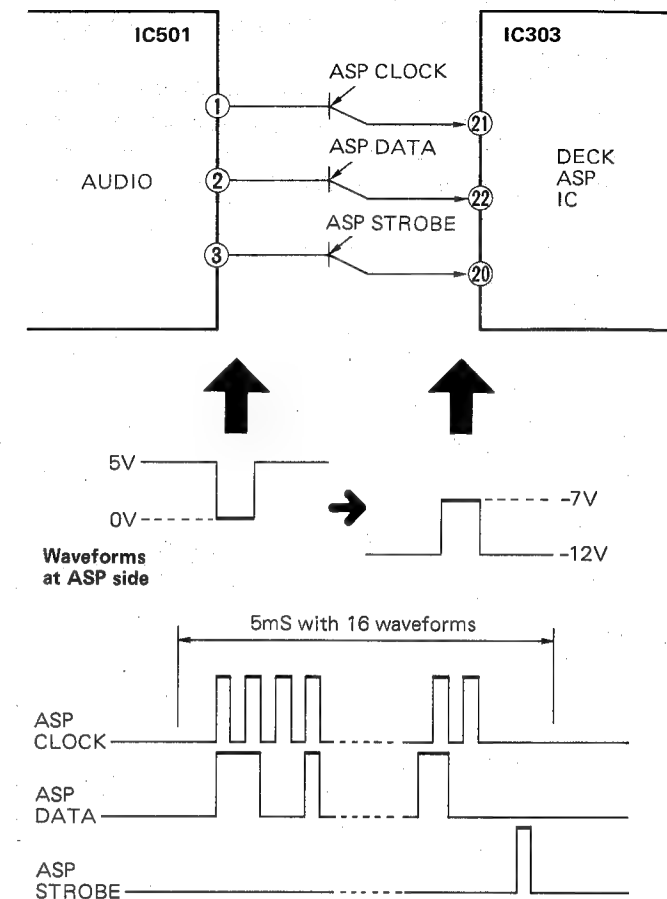 IC501
IC303
ASP CLOCK
1
21
ASP DATA
AUDIO
2
22
DECK
ASP
IC
ASP STROBE
3
20
5V
0V
-7V
-12V
Waveforms
at ASP side
5mS with 16 waveforms
ASP
CLOCK
ASP
DATA
ASP
STROBE